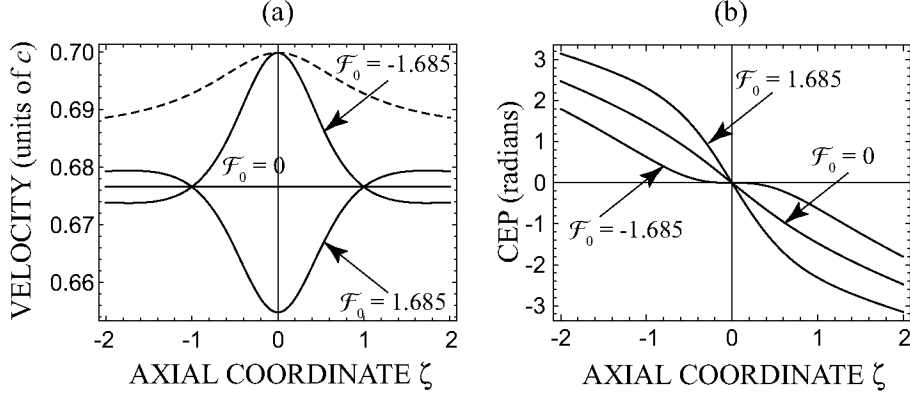 (a)
VELOCITY (units of c)
0.70
0.69
0.68
0.67
0.66
ℱ₀ = -1.685
ℱ₀ = 0
ℱ₀ = 1.685
-2 -1 0 1 2
AXIAL COORDINATE ζ
(b)
CEP (radians)
3
2
1
0
-1
-2
-3
ℱ₀ = 1.685
ℱ₀ = 0
ℱ₀ = -1.685
-2 -1 0 1 2
AXIAL COORDINATE ζ